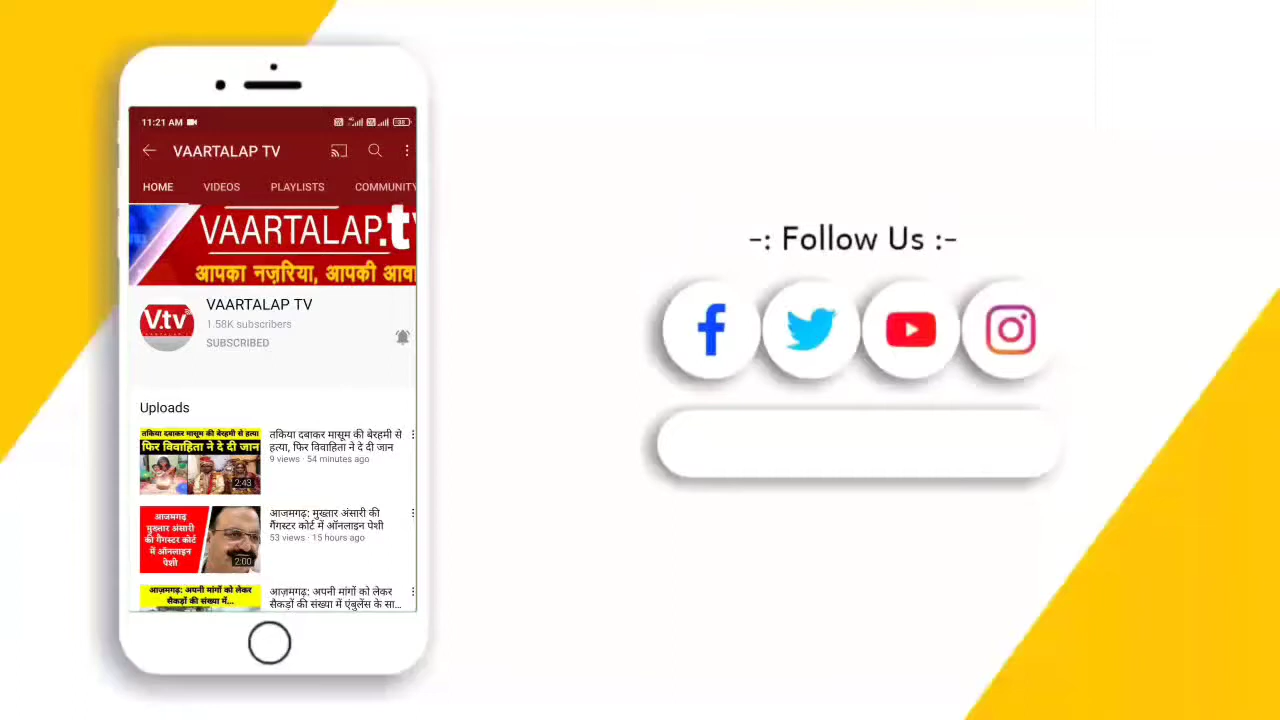 11:21 AM
VAARTALAP TV
HOME VIDEOS PLAYLISTS COMMUNITY
VAARTALAP.tv
आपका नज़रिया, आपकी आवा
V.tv
VAARTALAP TV
1.58K subscribers
SUBSCRIBED
Uploads
तकिया दबाकर मासूम की बेरहमी से हत्या
फिर विवाहिता ने दे दी जान
2:43
तकिया दबाकर मासूम की बेरहमी से
हत्या, फिर विवाहिता ने दे दी जान
9 views · 54 minutes ago
आजमगढ़
मुख्तार अंसारी
की गैंगस्टर कोर्ट
में ऑनलाइन
पेशी
2:00
आजमगढ़: मुख्तार अंसारी की
गैंगस्टर कोर्ट में ऑनलाइन पेशी
53 views · 15 hours ago
आज़मगढ़: अपनी मांगों को लेकर
सैकड़ों की संख्या में...
आज़मगढ़: अपनी मांगों को लेकर
सैकड़ों की संख्या में एंबुलेंस के सा...
-: Follow Us :-